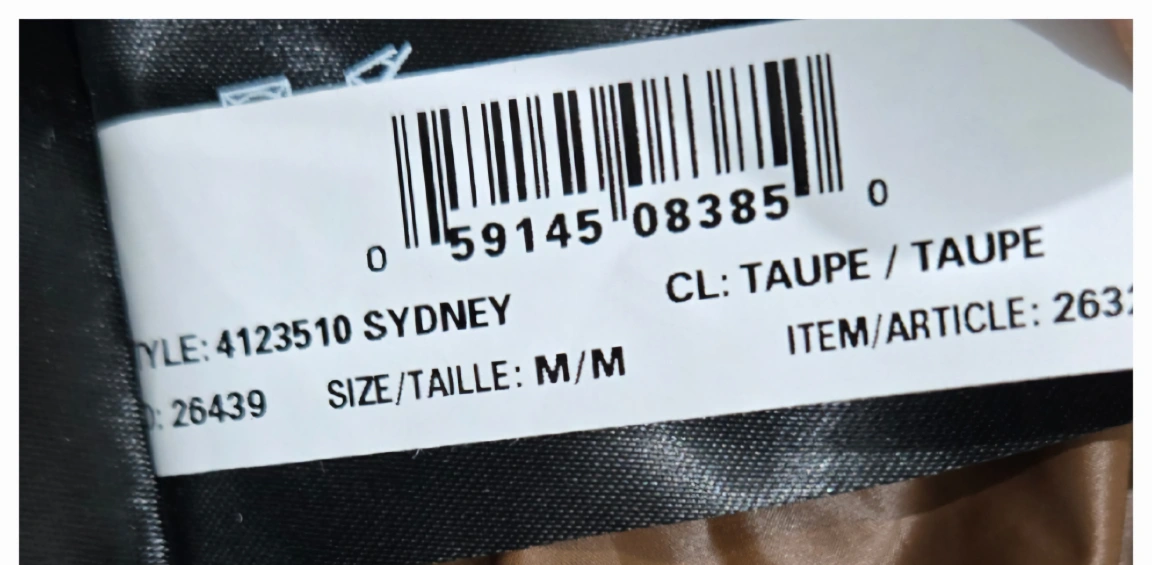 0 59145 08385 0
YLE: 4123510 SYDNEY
CL: TAUPE / TAUPE
: 26439 SIZE/TAILLE: M/M
ITEM/ARTICLE: 263